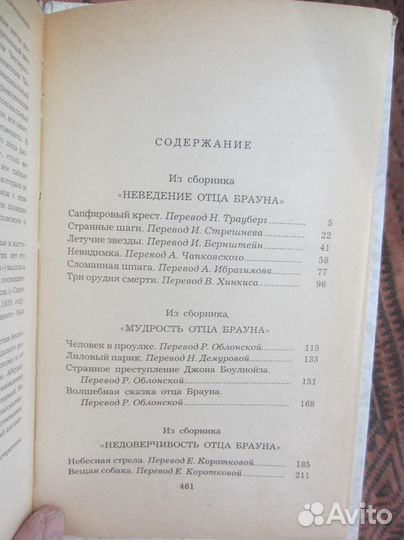 СОДЕРЖАНИЕ
Из сборника
«НЕВЕДЕНИЕ ОТЦА БРАУНА»
Сапфировый крест. Перевод Н. Трауберг 5
Странные шаги. Перевод И. Стрешнева 22
Летучие звезды. Перевод И. Бернштейн 41
Невидимка. Перевод А. Чапковского 58
Сломанная шпага. Перевод А. Ибрагимова 77
Три орудия смерти. Перевод В. Хинкиса 96
Из сборника
«МУДРОСТЬ ОТЦА БРАУНА»
Человек в проулке. Перевод Р. Облонской 115
Лиловый парик. Перевод Н. Демуровой 133
Странное преступление Джона Боулнойза.
Перевод Р. Облонской 151
Волшебная сказка отца Брауна.
Перевод Р. Облонской 168
Из сборника
«НЕДОВЕРЧИВОСТЬ ОТЦА БРАУНА»
Небесная стрела. Перевод Е. Коротковой 185
Вещая собака. Перевод Е. Коротковой 211
461
Avito